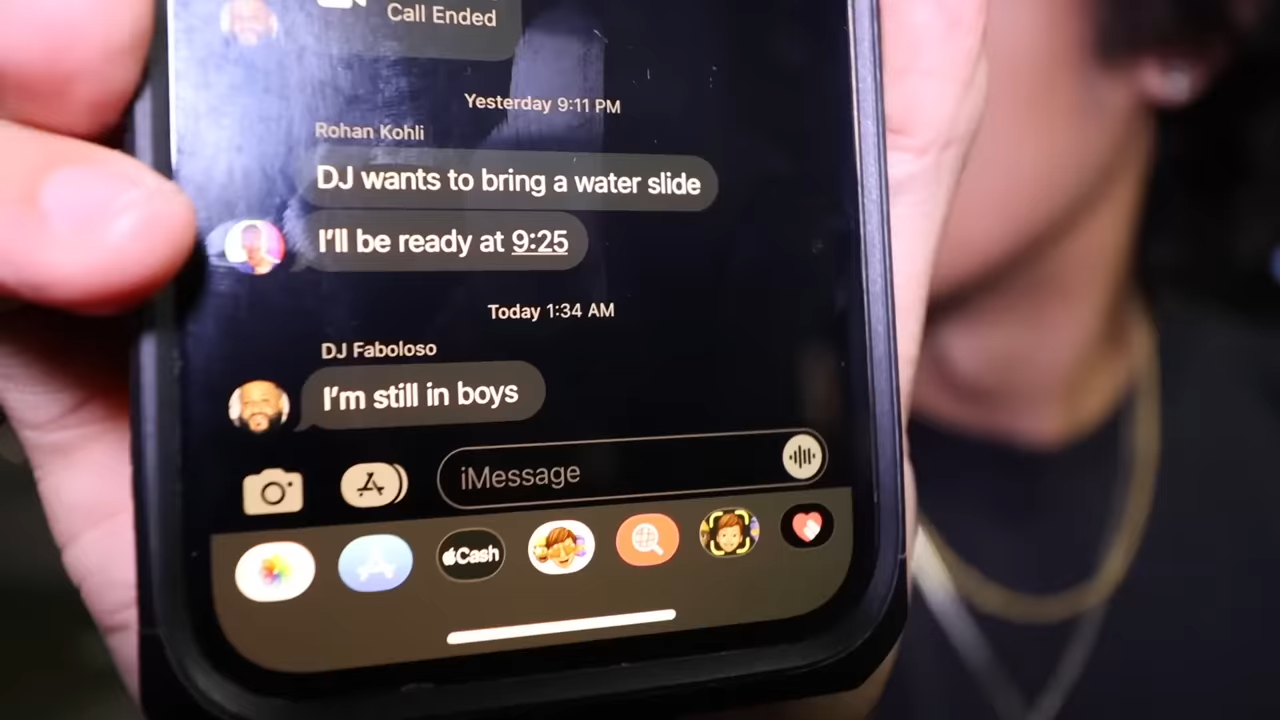 Call Ended
Yesterday 9:11 PM
Rohan Kohli
DJ wants to bring a water slide
I'll be ready at 9:25
Today 1:34 AM
DJ Faboloso
I'm still in boys
iMessage
Cash